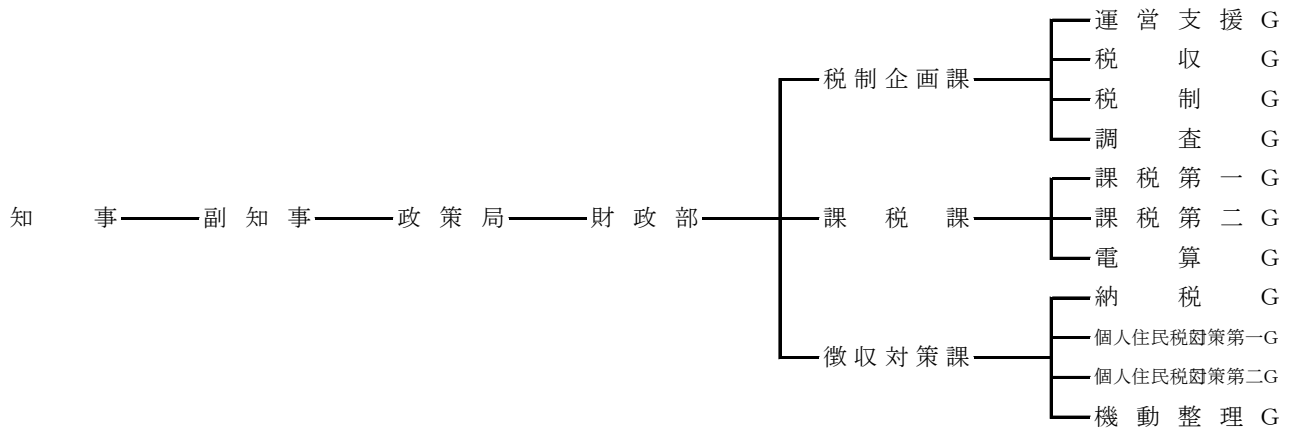 運営支援G
税収G
税制企画課
税制G
調査G
課税第一G
知事 副知事 政策局 財政部 課税課 課税第二G
電算G
納税G
個人住民税対策第一G
徴収対策課
個人住民税対策第二G
機動整理G